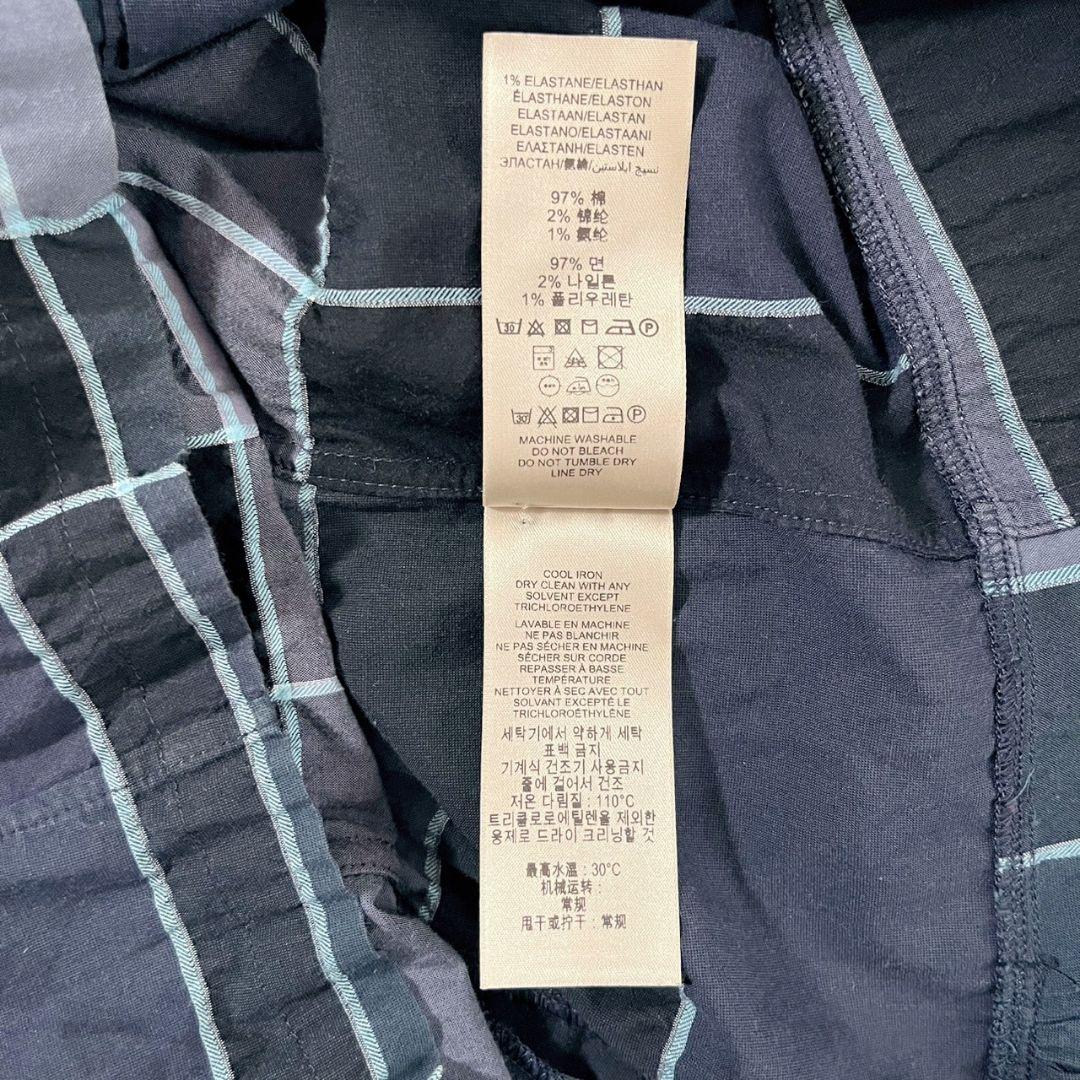 1% ELASTANE/ELASTHAN
ÉLASTHANE/ELASTON
ELASTAAN/ELASTAN
ELASTANO/ELASTAANI
ΕΛΑΣΤΑΝΗ/ELASTEN
ЭЛАСТАН/氨綸/نسيج ايلاستين
97% 棉
2% 锦纶
1% 氨纶
97% 면
2% 나일론
1% 폴리우레탄
30 P
30 P
MACHINE WASHABLE
DO NOT BLEACH
DO NOT TUMBLE DRY
LINE DRY
COOL IRON
DRY CLEAN WITH ANY
SOLVENT EXCEPT
TRICHLOROETHYLENE
LAVABLE EN MACHINE
NE PAS BLANCHIR
NE PAS SÉCHER EN MACHINE
SÉCHER SUR CORDE
REPASSER À BASSE
TEMPÉRATURE
NETTOYER À SEC AVEC TOUT
SOLVANT EXCEPTÉ LE
TRICHLOROÉTHYLÈNE
세탁기에서 약하게 세탁
표백 금지
기계식 건조기 사용금지
줄에 걸어서 건조
저온 다림질 : 110°C
트리클로로에틸렌을 제외한
용제로 드라이 크리닝할 것
最高水温 : 30°C
机械运转 :
常规
甩干或拧干 : 常规